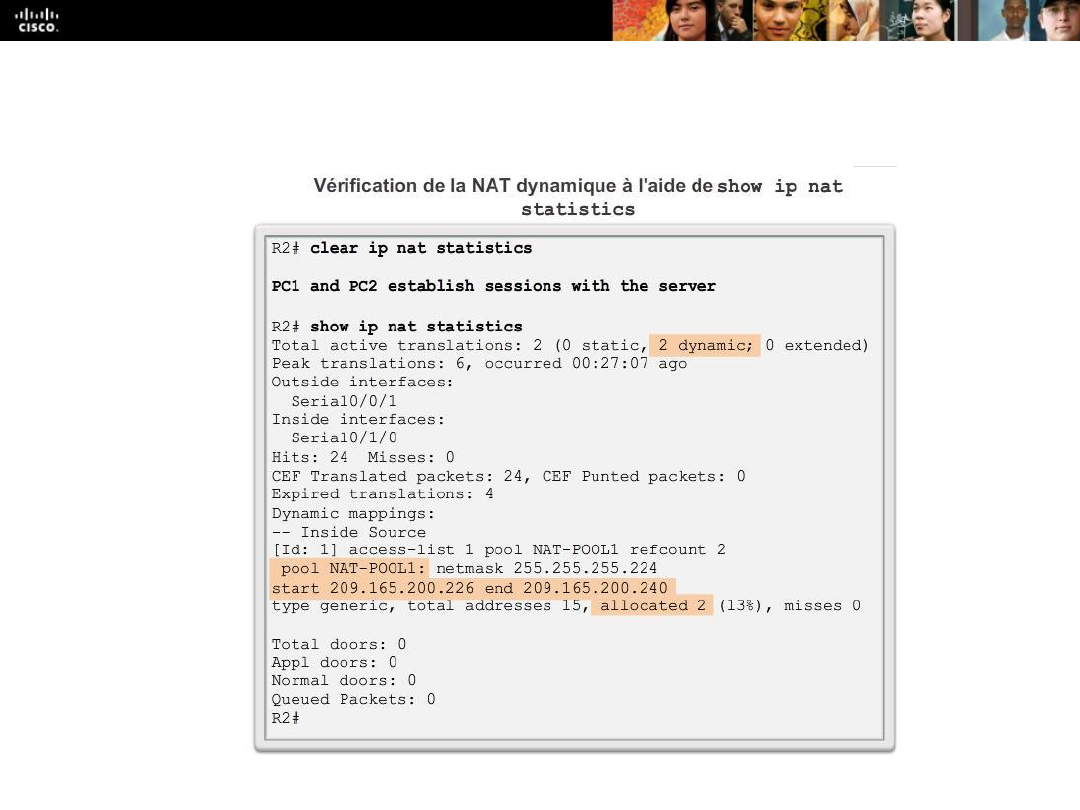 CISCO.
Vérification de la NAT dynamique à l'aide de show ip nat
statistics
R2# clear ip nat statistics
PC1 and PC2 establish sessions with the server
R2# show ip nat statistics
Total active translations: 2 (0 static, 2 dynamic; 0 extended)
Peak translations: 6, occurred 00:27:07 ago
Outside interfaces:
Serial0/0/1
Inside interfaces:
Serial0/1/0
Hits: 24 Misses: 0
CEF Translated packets: 24, CEF Punted packets: 0
Expired translations: 4
Dynamic mappings:
-- Inside Source
[Id: 1] access-list 1 pool NAT-POOL1 refcount 2
pool NAT-POOL1: netmask 255.255.255.224
start 209.165.200.226 end 209.165.200.240
type generic, total addresses 15, allocated 2 (13%), misses 0
Total doors: 0
Appl doors: 0
Normal doors: 0
Queued Packets: 0
R2#